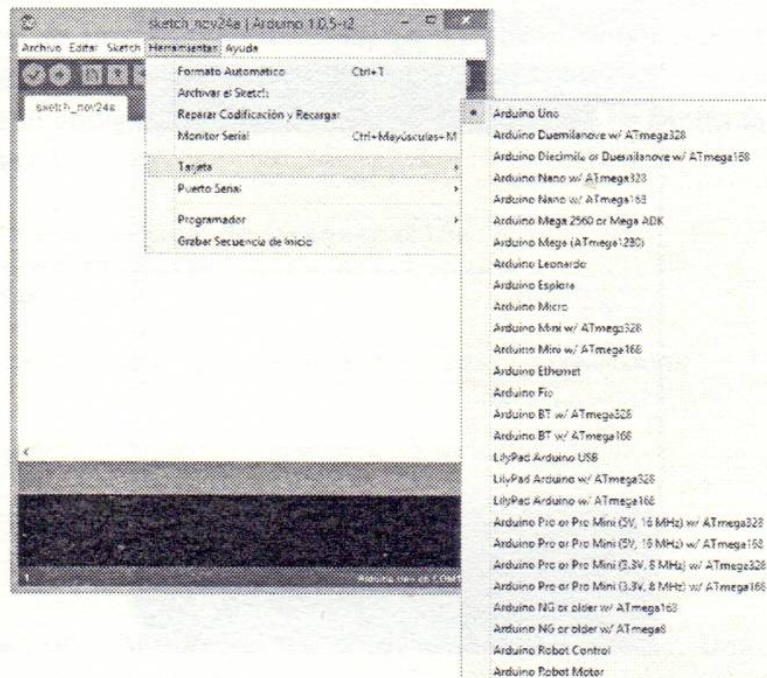 sketch_nov24a | Arduino 1.0.5-r2
Archivo Editar Sketch Herramientas Ayuda
Formato Automático Ctrl+T
Archivar el Sketch
Reparar Codificación y Recargar
Monitor Serial Ctrl+Mayúsculas+M
Tarjeta
Puerto Serial
Programador
Grabar Secuencia de Inicio
sketch_nov24a
Arduino Uno
Arduino Duemilanove w/ ATmega328
Arduino Diecimila or Duemilanove w/ ATmega168
Arduino Nano w/ ATmega328
Arduino Nano w/ ATmega168
Arduino Mega 2560 or Mega ADK
Arduino Mega (ATmega1280)
Arduino Leonardo
Arduino Esplora
Arduino Micro
Arduino Mini w/ ATmega328
Arduino Mini w/ ATmega168
Arduino Ethernet
Arduino Fio
Arduino BT w/ ATmega328
Arduino BT w/ ATmega168
LilyPad Arduino USB
LilyPad Arduino w/ ATmega328
LilyPad Arduino w/ ATmega168
Arduino Pro or Pro Mini (5V, 16 MHz) w/ ATmega328
Arduino Pro or Pro Mini (5V, 16 MHz) w/ ATmega168
Arduino Pro or Pro Mini (3.3V, 8 MHz) w/ ATmega328
Arduino Pro or Pro Mini (3.3V, 8 MHz) w/ ATmega168
Arduino NG or older w/ ATmega168
Arduino NG or older w/ ATmega8
Arduino Robot Control
Arduino Robot Motor
1 Arduino Uno on